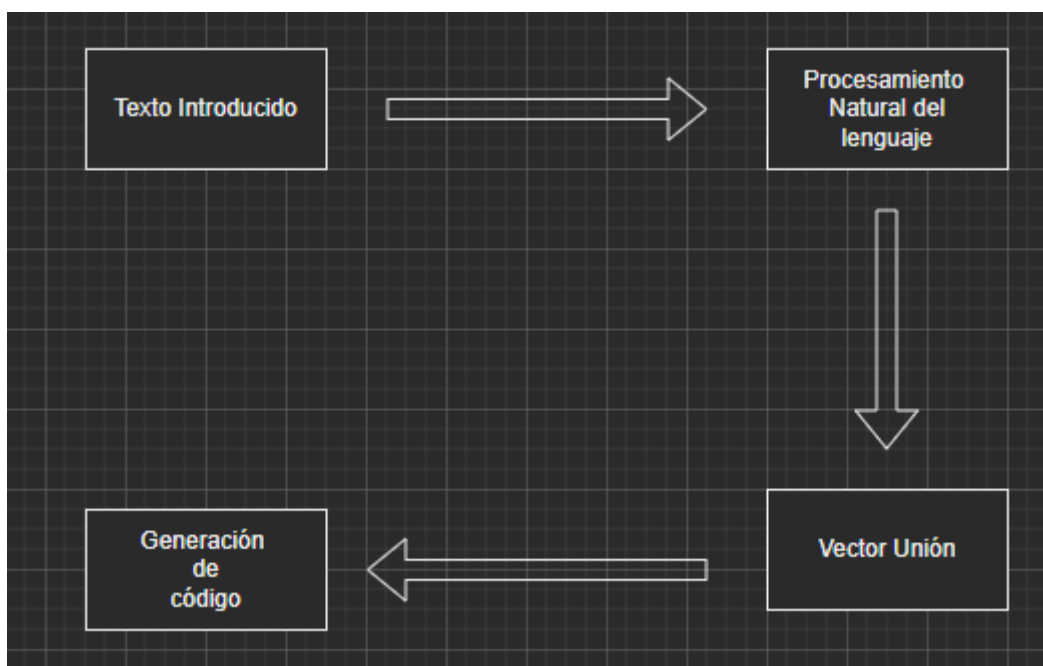 Texto Introducido
Procesamiento
Natural del
lenguaje
Vector Unión
Generación
de
código